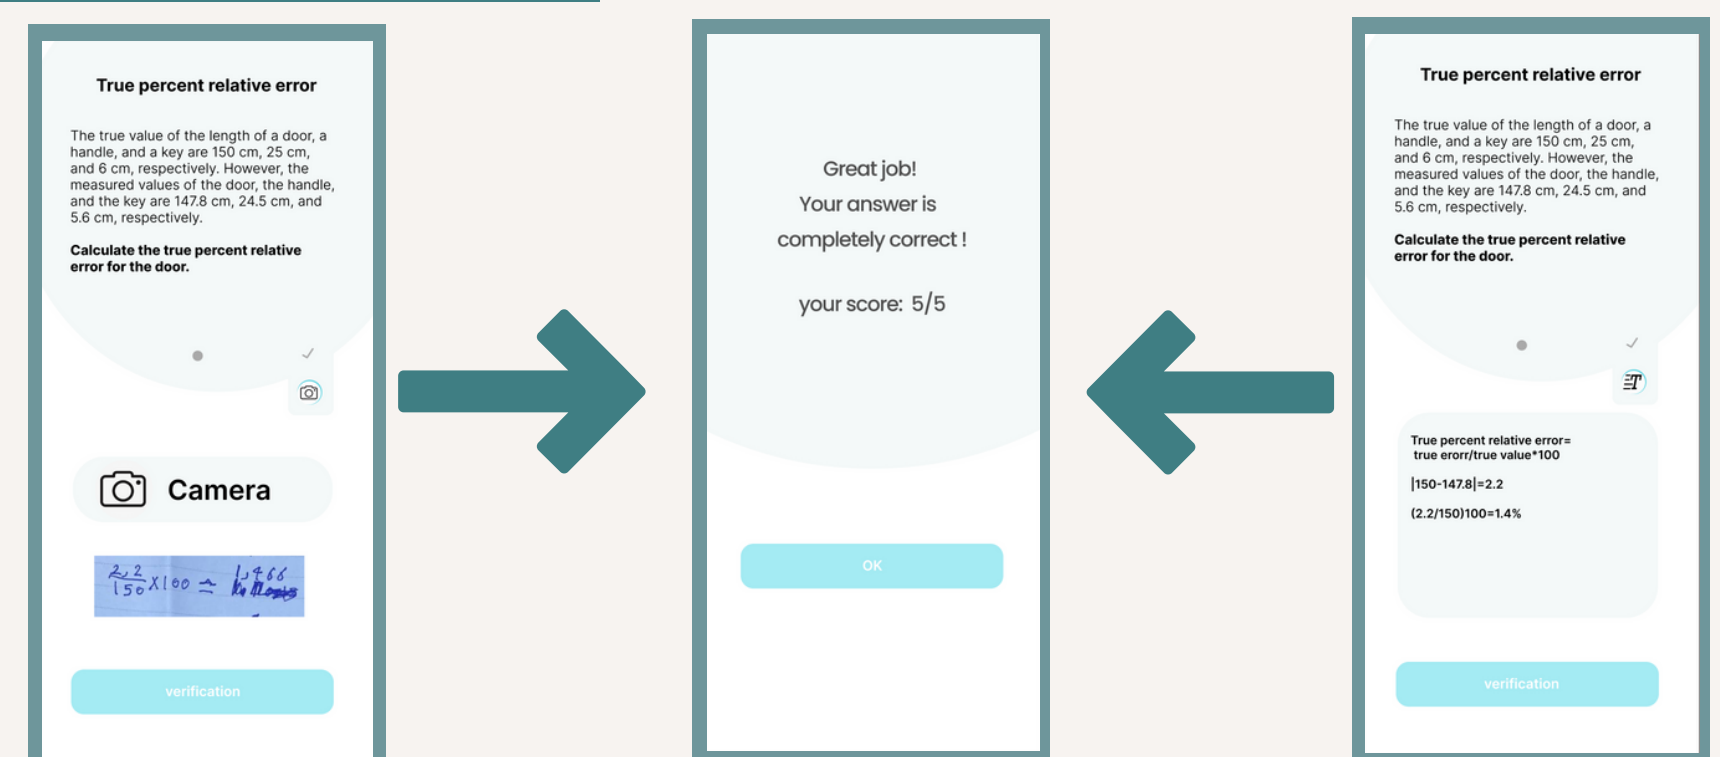 True percent relative error
The true value of the length of a door, a
handle, and a key are 150 cm, 25 cm,
and 6 cm, respectively. However, the
measured values of the door, the handle,
and the key are 147.8 cm, 24.5 cm, and
5.6 cm, respectively.
Calculate the true percent relative
error for the door.
Camera
2,2/150 X100 = 1,466
verification
Great job!
Your answer is
completely correct !
your score: 5/5
OK
True percent relative error
The true value of the length of a door, a
handle, and a key are 150 cm, 25 cm,
and 6 cm, respectively. However, the
measured values of the door, the handle,
and the key are 147.8 cm, 24.5 cm, and
5.6 cm, respectively.
Calculate the true percent relative
error for the door.
T
True percent relative error=
true erorr/true value*100
|150-147.8|=2.2
(2.2/150)100=1.4%
verification